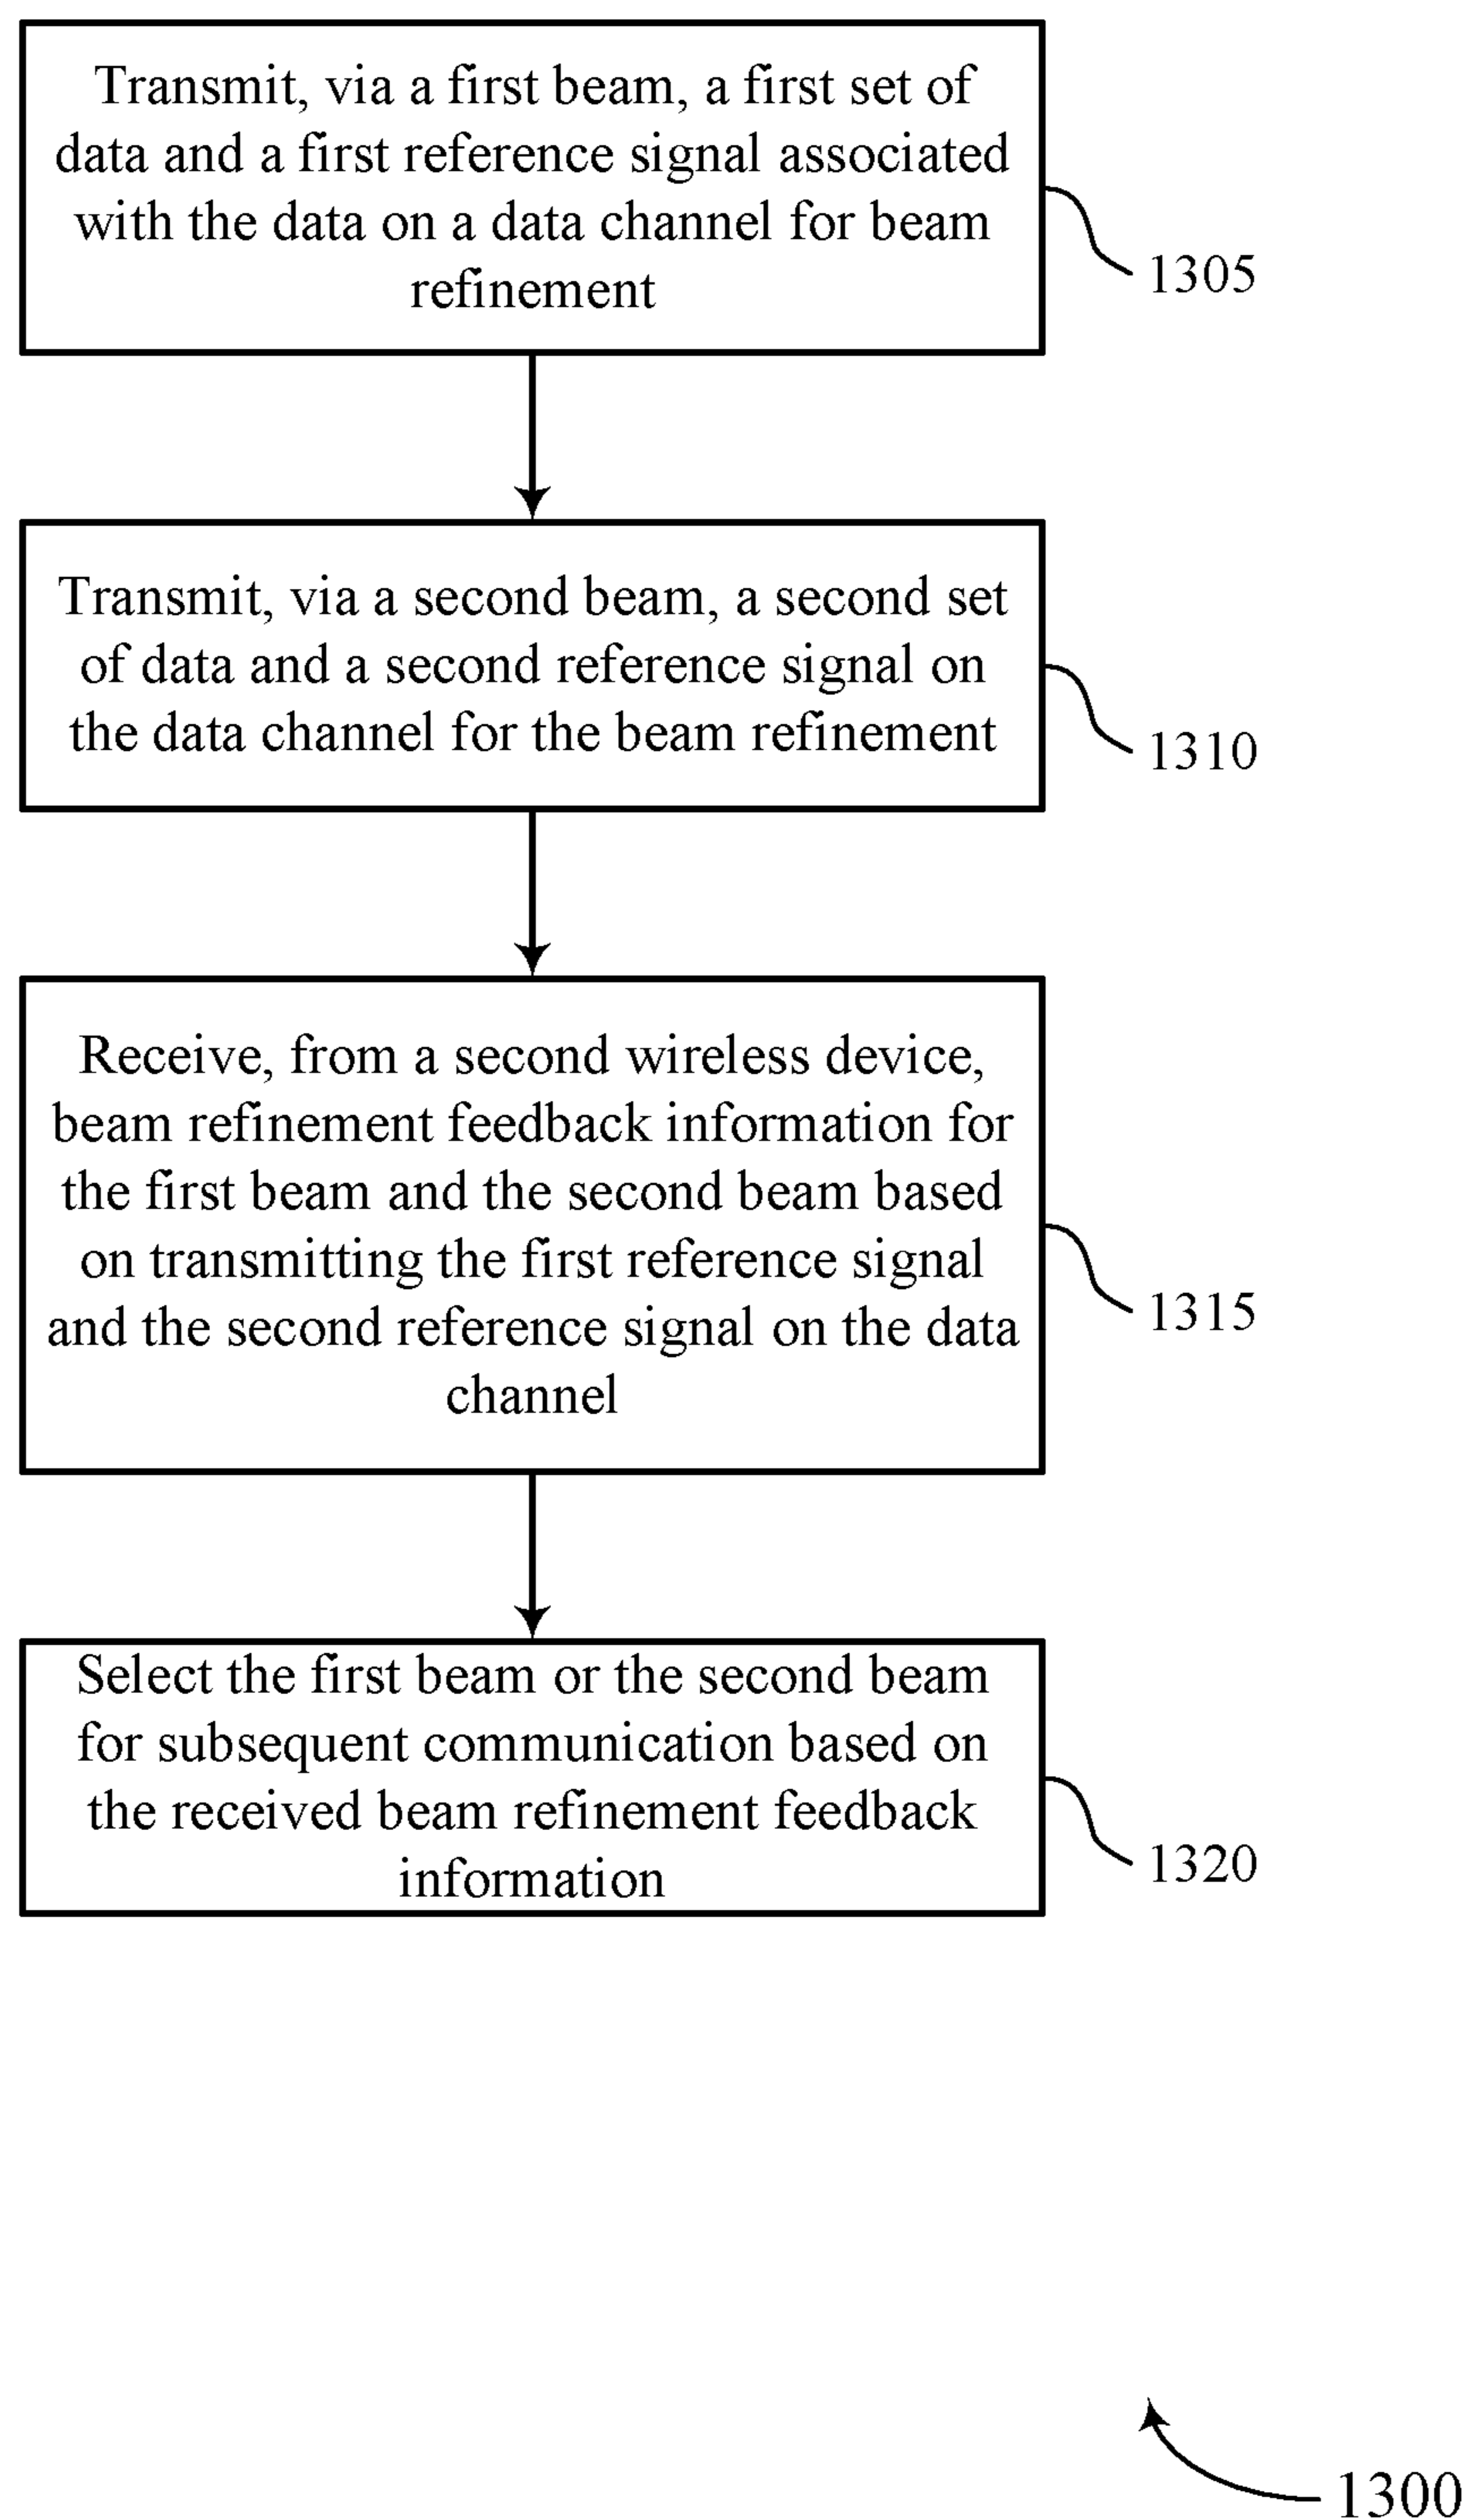 Transmit, via a first beam, a first set of
data and a first reference signal associated
with the data on a data channel for beam
refinement
1305
Transmit, via a second beam, a second set
of data and a second reference signal on
the data channel for the beam refinement
1310
Receive, from a second wireless device,
beam refinement feedback information for
the first beam and the second beam based
on transmitting the first reference signal
and the second reference signal on the data
channel
1315
Select the first beam or the second beam
for subsequent communication based on
the received beam refinement feedback
information
1320
1300